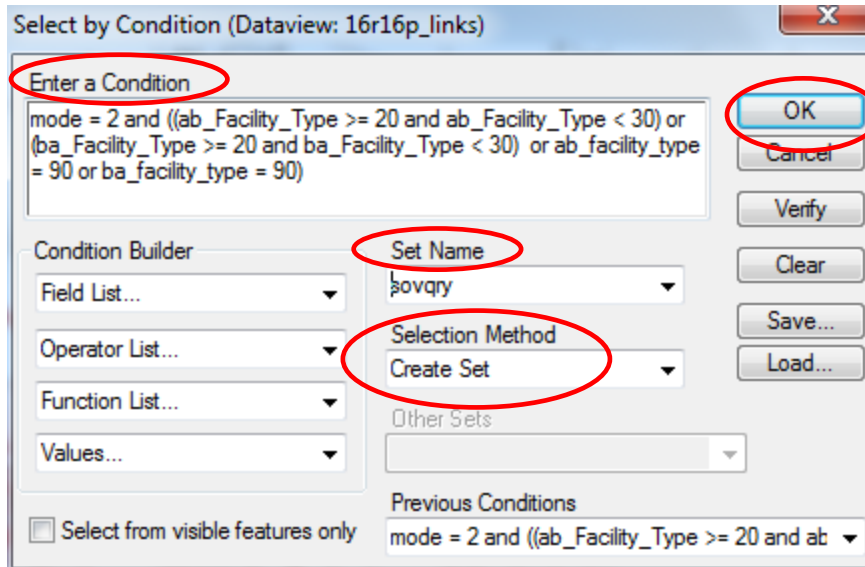 Select by Condition (Dataview: 16r16p_links)
Enter a Condition
mode = 2 and ((ab_Facility_Type >= 20 and ab_Facility_Type < 30) or
(ba_Facility_Type >= 20 and ba_Facility_Type < 30)  or ab_facility_type
= 90 or ba_facility_type = 90)
OK
Cancel
Verify
Clear
Save...
Load...
Condition Builder
Field List...
Operator List...
Function List...
Values...
Set Name
sovqry
Selection Method
Create Set
Other Sets
Previous Conditions
mode = 2 and ((ab_Facility_Type >= 20 and ab
Select from visible features only